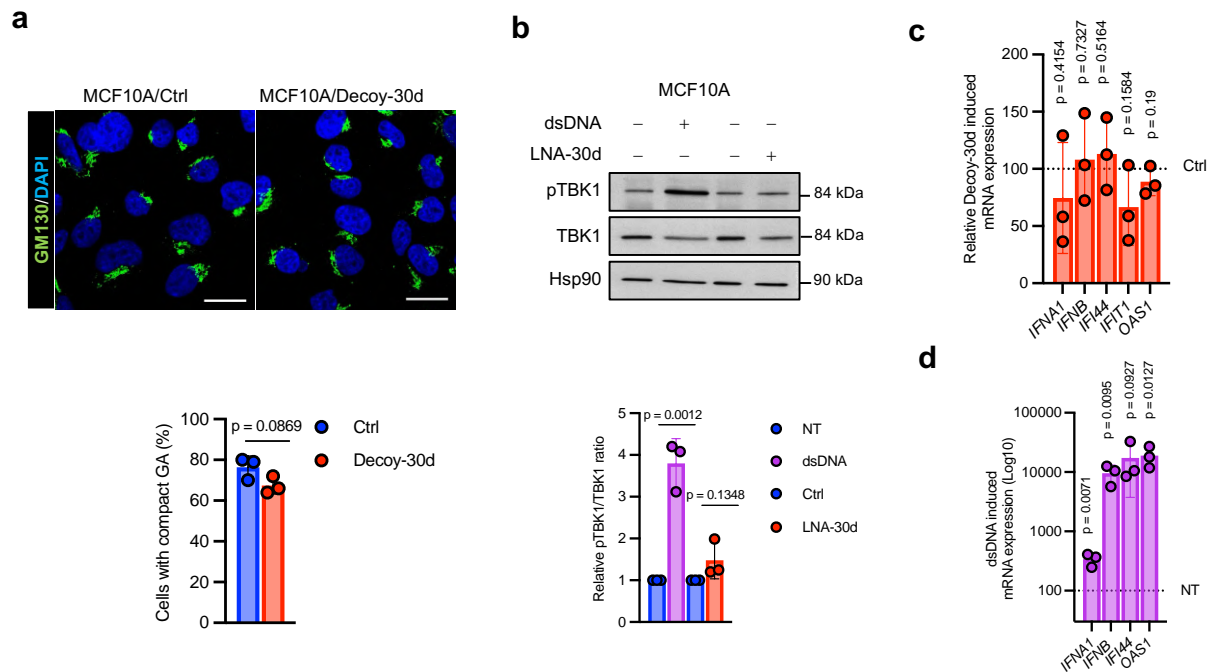 a
MCF10A/Ctrl MCF10A/Decoy-30d
GM130/DAPI
Cells with compact GA (%)
100
80
60
40
20
0
p = 0.0869
Ctrl
Decoy-30d
b
MCF10A
dsDNA – + – –
LNA-30d – – – +
pTBK1 84 kDa
TBK1 84 kDa
Hsp90 90 kDa
Relative pTBK1/TBK1 ratio
5
4
3
2
1
0
p = 0.0012
p = 0.1348
NT
dsDNA
Ctrl
LNA-30d
c
Relative Decoy-30d induced
mRNA expression
200
150
100
50
0
p = 0.4154
p = 0.7327
p = 0.5164
p = 0.1584
p = 0.19
Ctrl
IFNA1
IFNB
IFI44
IFIT1
OAS1
d
dsDNA induced
mRNA expression (Log10)
100000
10000
1000
100
p = 0.0071
p = 0.0095
p = 0.0927
p = 0.0127
NT
IFNA1
IFNB
IFI44
OAS1